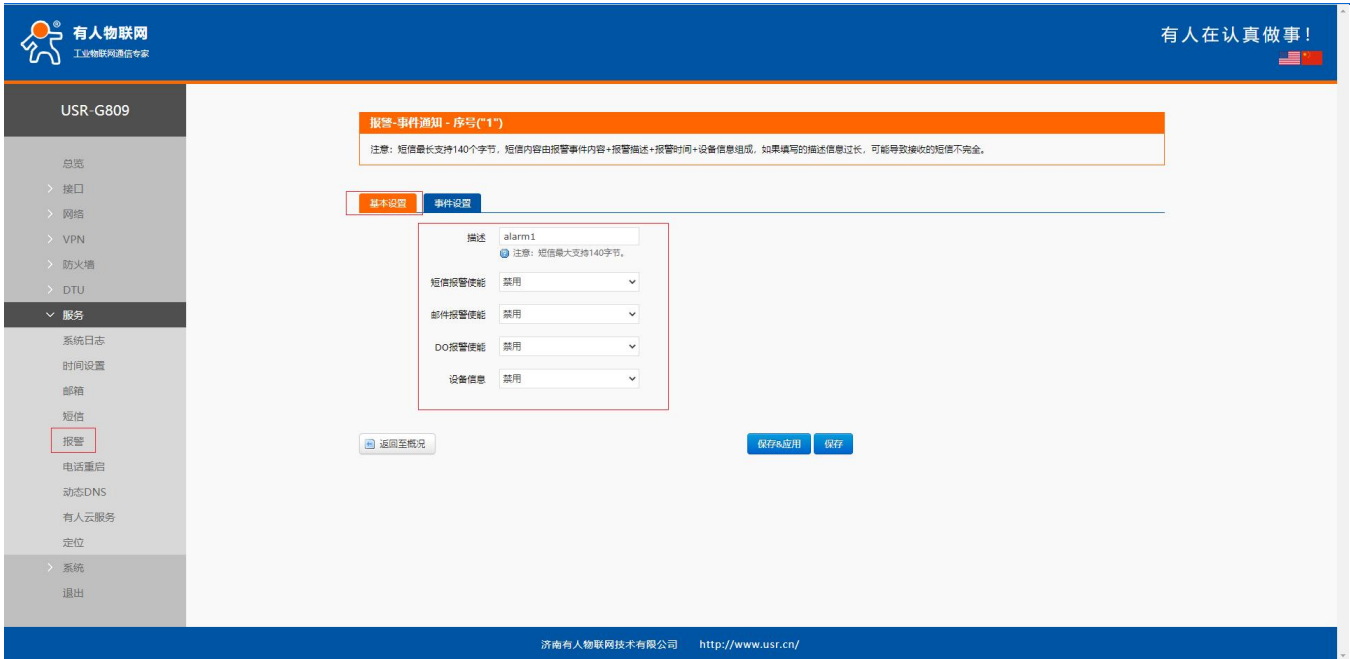 有人物联网
工业物联网通信专家
有人在认真做事!
USR-G809
总览
接口
网络
VPN
防火墙
DTU
服务
系统日志
时间设置
邮箱
短信
报警
电话重启
动态DNS
有人云服务
定位
系统
退出
报警-事件通知 - 序号("1")
注意:短信最长支持140个字节,短信内容由报警事件内容+报警描述+报警时间+设备信息组成,如果填写的描述信息过长,可能导致接收的短信不完全。
基本设置 事件设置
描述 alarm1
注意:短信最大支持140字节。
短信报警使能 禁用
邮件报警使能 禁用
DO报警使能 禁用
设备信息 禁用
返回至概况 保存&应用 保存
济南有人物联网技术有限公司 http://www.usr.cn/